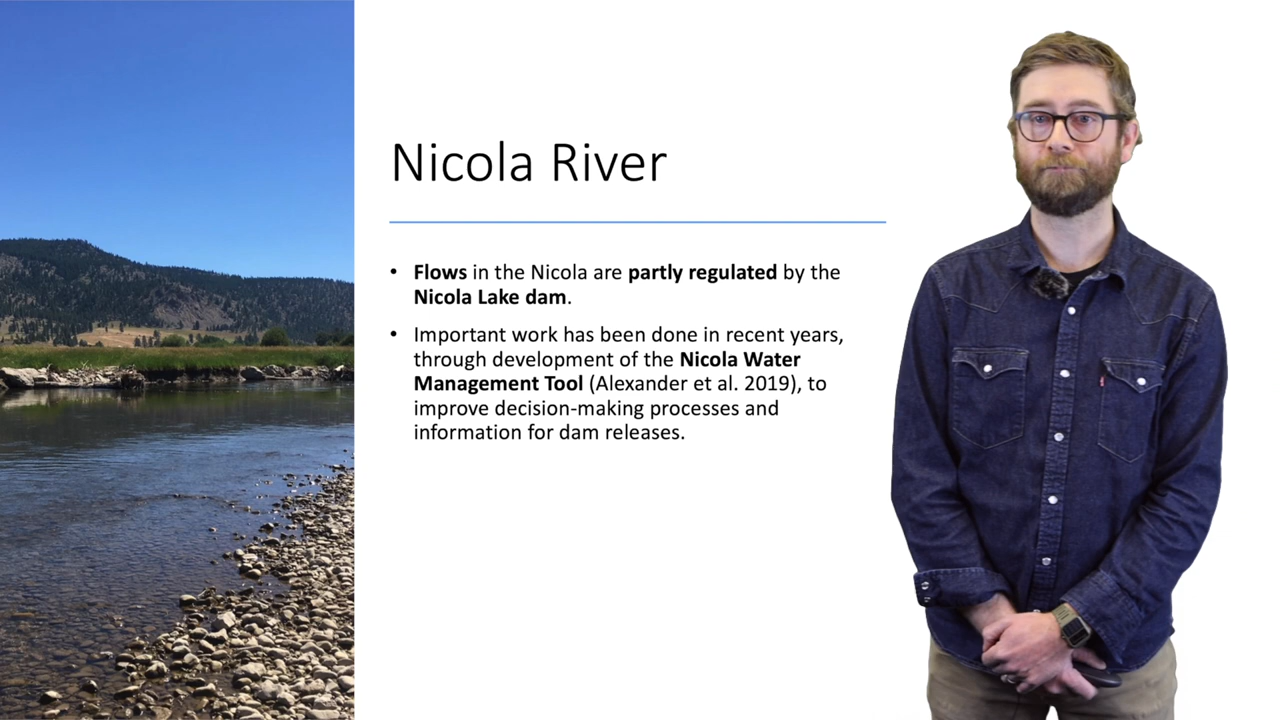 Nicola River
• Flows in the Nicola are partly regulated by the
Nicola Lake dam.
• Important work has been done in recent years,
through development of the Nicola Water
Management Tool (Alexander et al. 2019), to
improve decision-making processes and
information for dam releases.